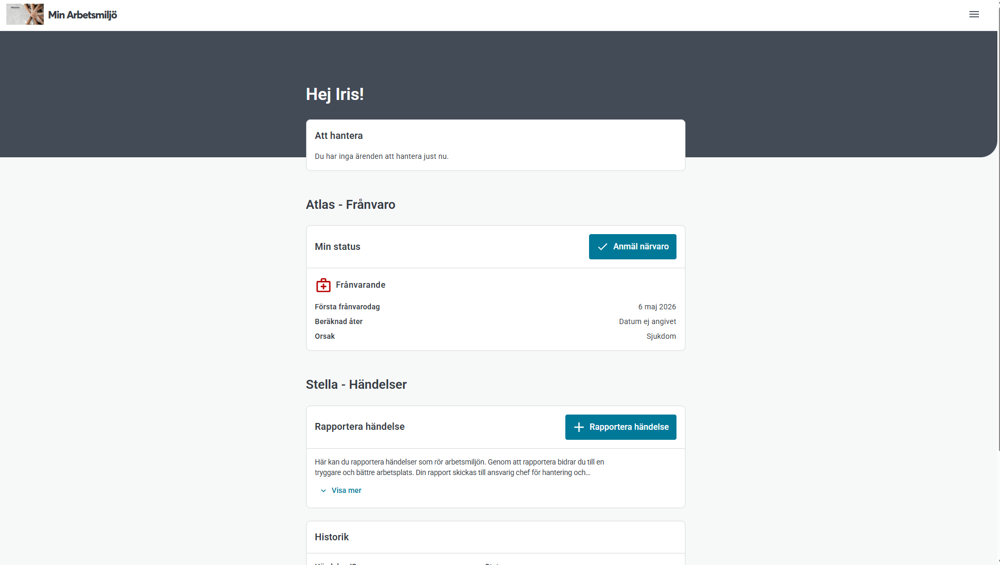 Min Arbetsmiljö
Hej Iris!
Att hantera
Du har inga ärenden att hantera just nu.
Atlas - Frånvaro
Min status
Anmäl närvaro
Frånvarande
Första frånvarodag
6 maj 2026
Beräknad åter
Datum ej angivet
Orsak
Sjukdom
Stella - Händelser
Rapportera händelse
Rapportera händelse
Här kan du rapportera händelser som rör arbetsmiljön. Genom att rapportera bidrar du till en
tryggare och bättre arbetsplats. Din rapport skickas till ansvarig chef för hantering och...
Visa mer
Historik